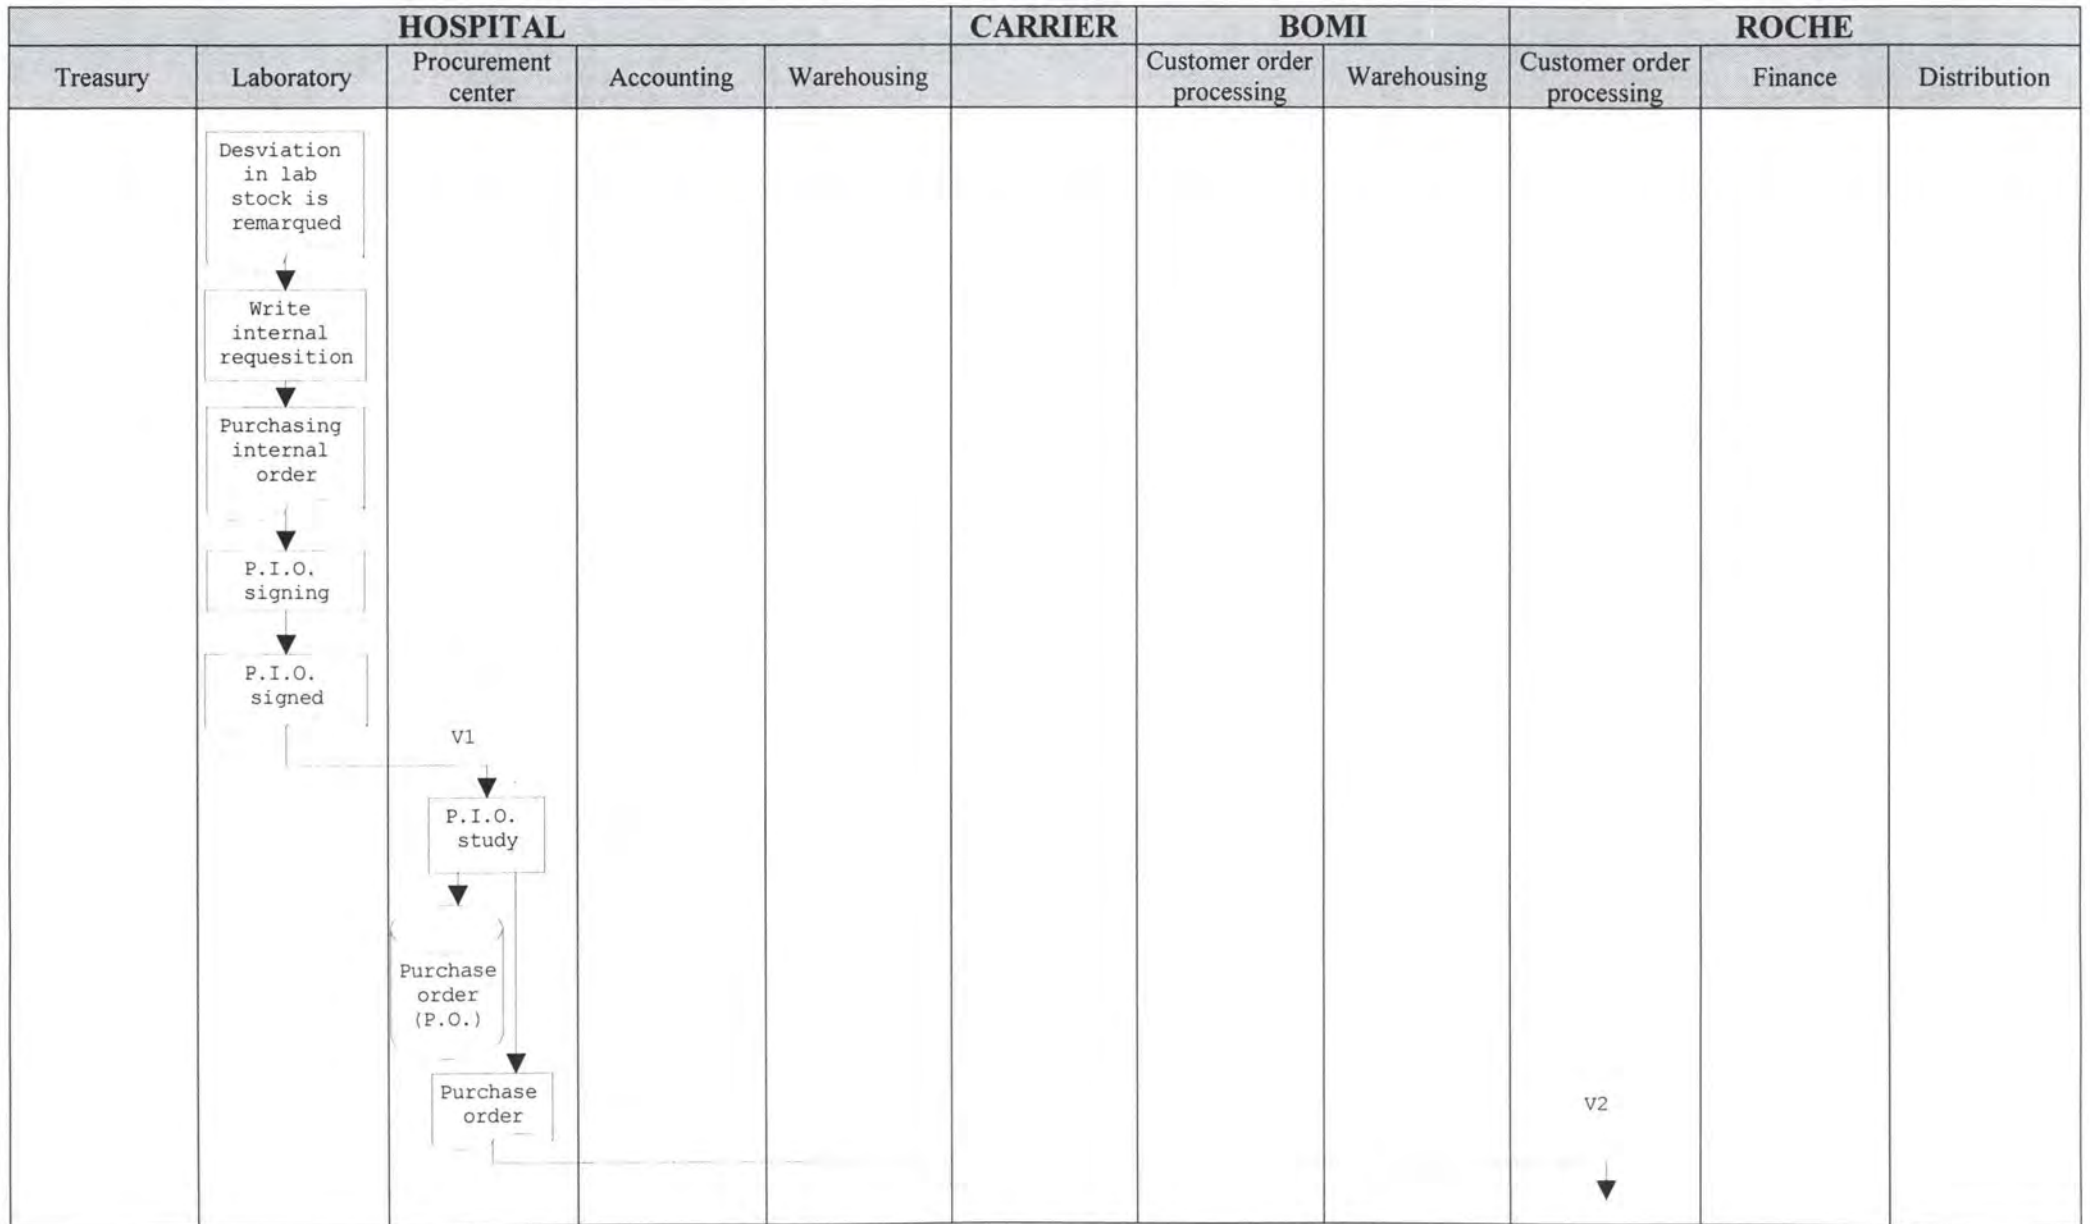 HOSPITAL CARRIER BOMI ROCHE
Treasury
Laboratory
Procurement
center
Accounting
Warehousing
Customer order
processing
Warehousing
Customer order
processing
Finance
Distribution
Desviation
in lab
stock is
remarqued
Write
internal
requesition
Purchasing
internal
order
P.I.O.
signing
P.I.O.
signed
V1
P.I.O.
study
Purchase
order
(P.O.)
Purchase
order
V2